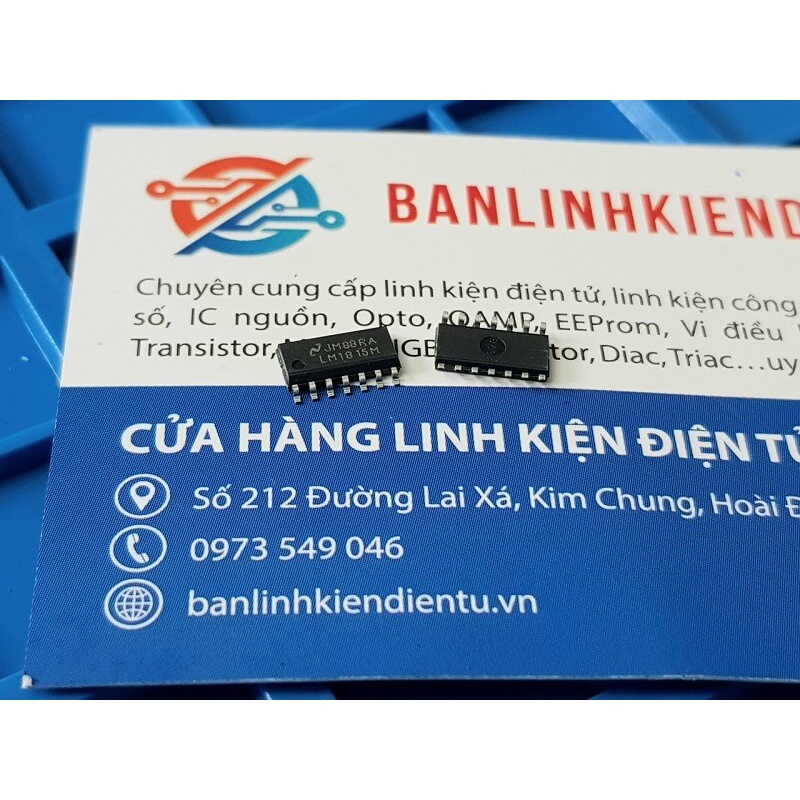 BANLINHKIEND
Chuyên cung cấp linh kiện điện tử, linh kiện công
số, IC nguồn, Opto, OAMP, EEProm, Vi điều
Transistor, Diac,Triac...uy
JM88RA
LM1815M
CỬA HÀNG LINH KIỆN ĐIỆN TỬ
Số 212 Đường Lai Xá, Kim Chung, Hoài Đ
0973 549 046
banlinhkiendientu.vn